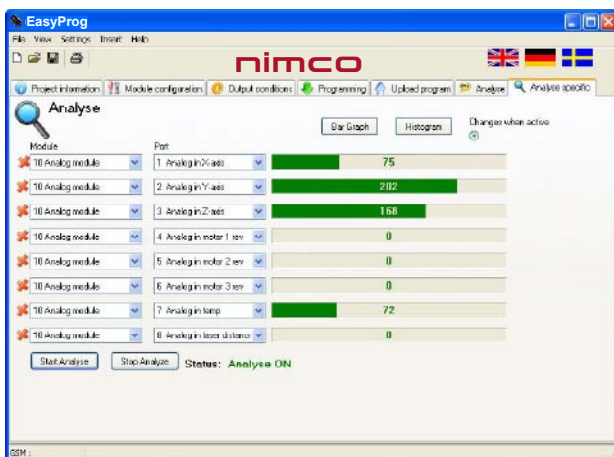 EasyProg
File View Settings Insert Help
nimco
Project information Module configuration Output conditions Programming Upload program Analyse Analyse specific
Analyse
Bar Graph Histogram Changes when active
Module Port
10 Analog module 1 Analog in X-axis 75
10 Analog module 2 Analog in Y-axis 202
10 Analog module 3 Analog in Z-axis 168
10 Analog module 4 Analog in motor 1 rev 0
10 Analog module 5 Analog in motor 2 rev 0
10 Analog module 6 Analog in motor 3 rev 0
10 Analog module 7 Analog in temp 72
10 Analog module 8 Analog in laser distance 0
Start Analyse Stop Analyze Status: Analyse ON
GSM :